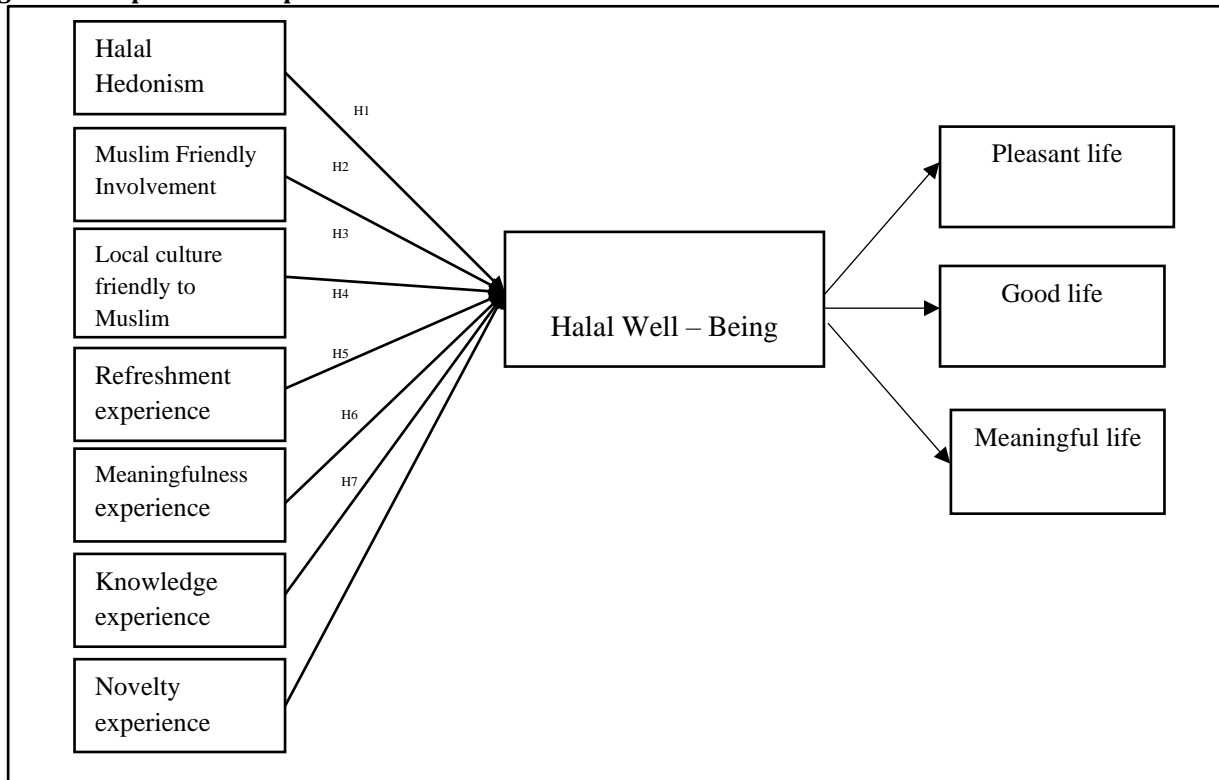 Halal
Hedonism
H1
Muslim Friendly
Involvement
H2
Pleasant life
H3
Local culture
friendly to
Muslim
H4
Good life
Halal Well – Being
H5
Refreshment
experience
H6
Meaningful life
Meaningfulness
experience
H7
Knowledge
experience
Novelty
experience